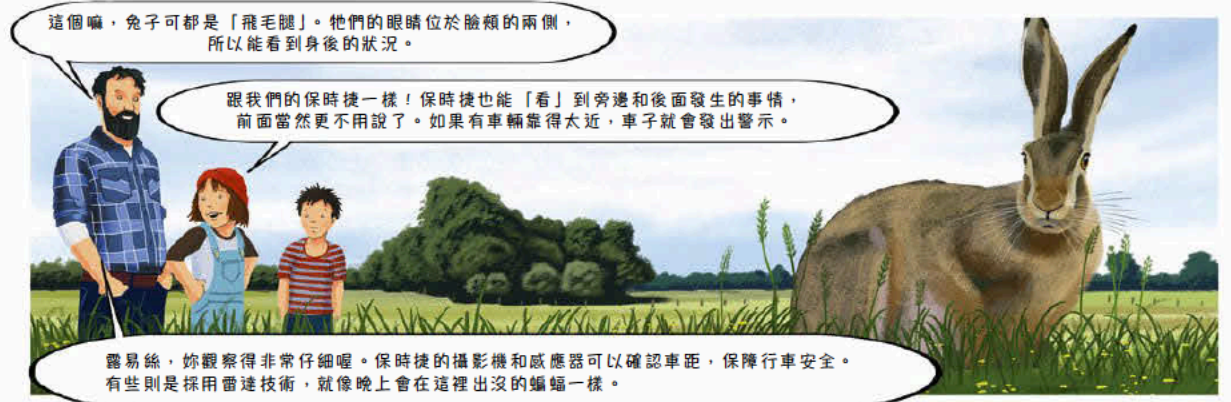 這個嘛，兔子可都是「飛毛腿」。牠們的眼睛位於臉頰的兩側，
所以能看到身後的狀況。
跟我們的保時捷一樣！保時捷也能「看」到旁邊和後面發生的事情，
前面當然更不用說了。如果有車輛靠得太近，車子就會發出警示。
露易絲，妳觀察得非常仔細喔。保時捷的攝影機和感應器可以確認車距，保障行車安全。
有些則是採用雷達技術，就像晚上會在這裡出沒的蝙蝠一樣。